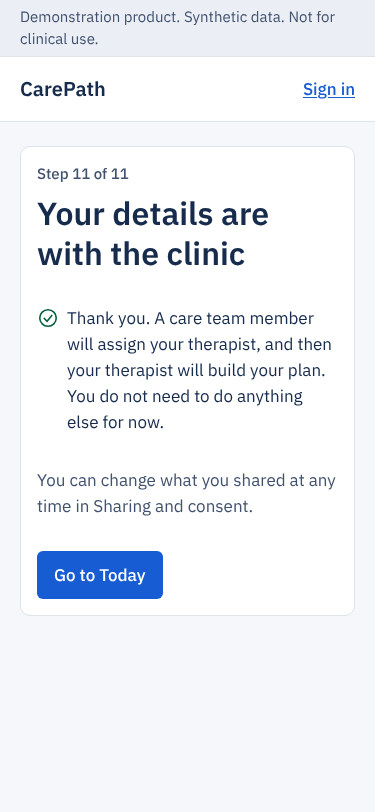 Demonstration product. Synthetic data. Not for
clinical use.
CarePath
Sign in
Step 11 of 11
Your details are
with the clinic
Thank you. A care team member
will assign your therapist, and then
your therapist will build your plan.
You do not need to do anything
else for now.
You can change what you shared at any
time in Sharing and consent.
Go to Today